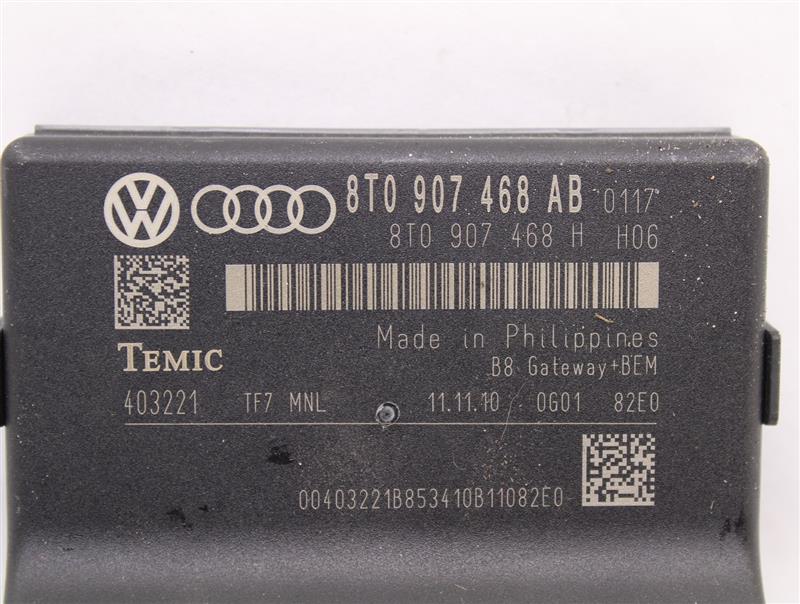 8T0 907 468 AB "0117"
8T0 907 468 H H06
Made in Philippines
TEMIC
B8 Gateway+BEM
403221 TF7 MNL 11.11.10 0G01 82E0
00403221B853410B11082E0